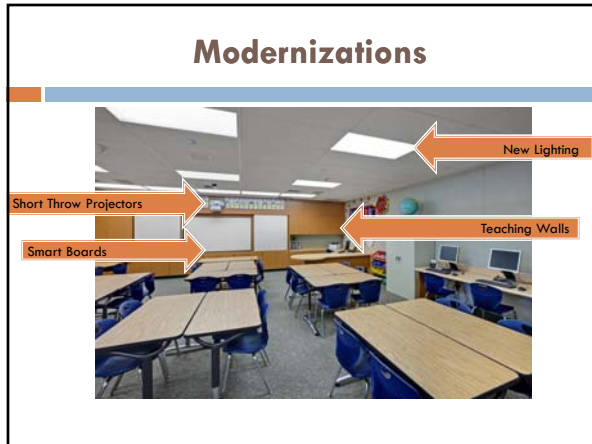 Modernizations
New Lighting
Short Throw Projectors
Teaching Walls
Smart Boards